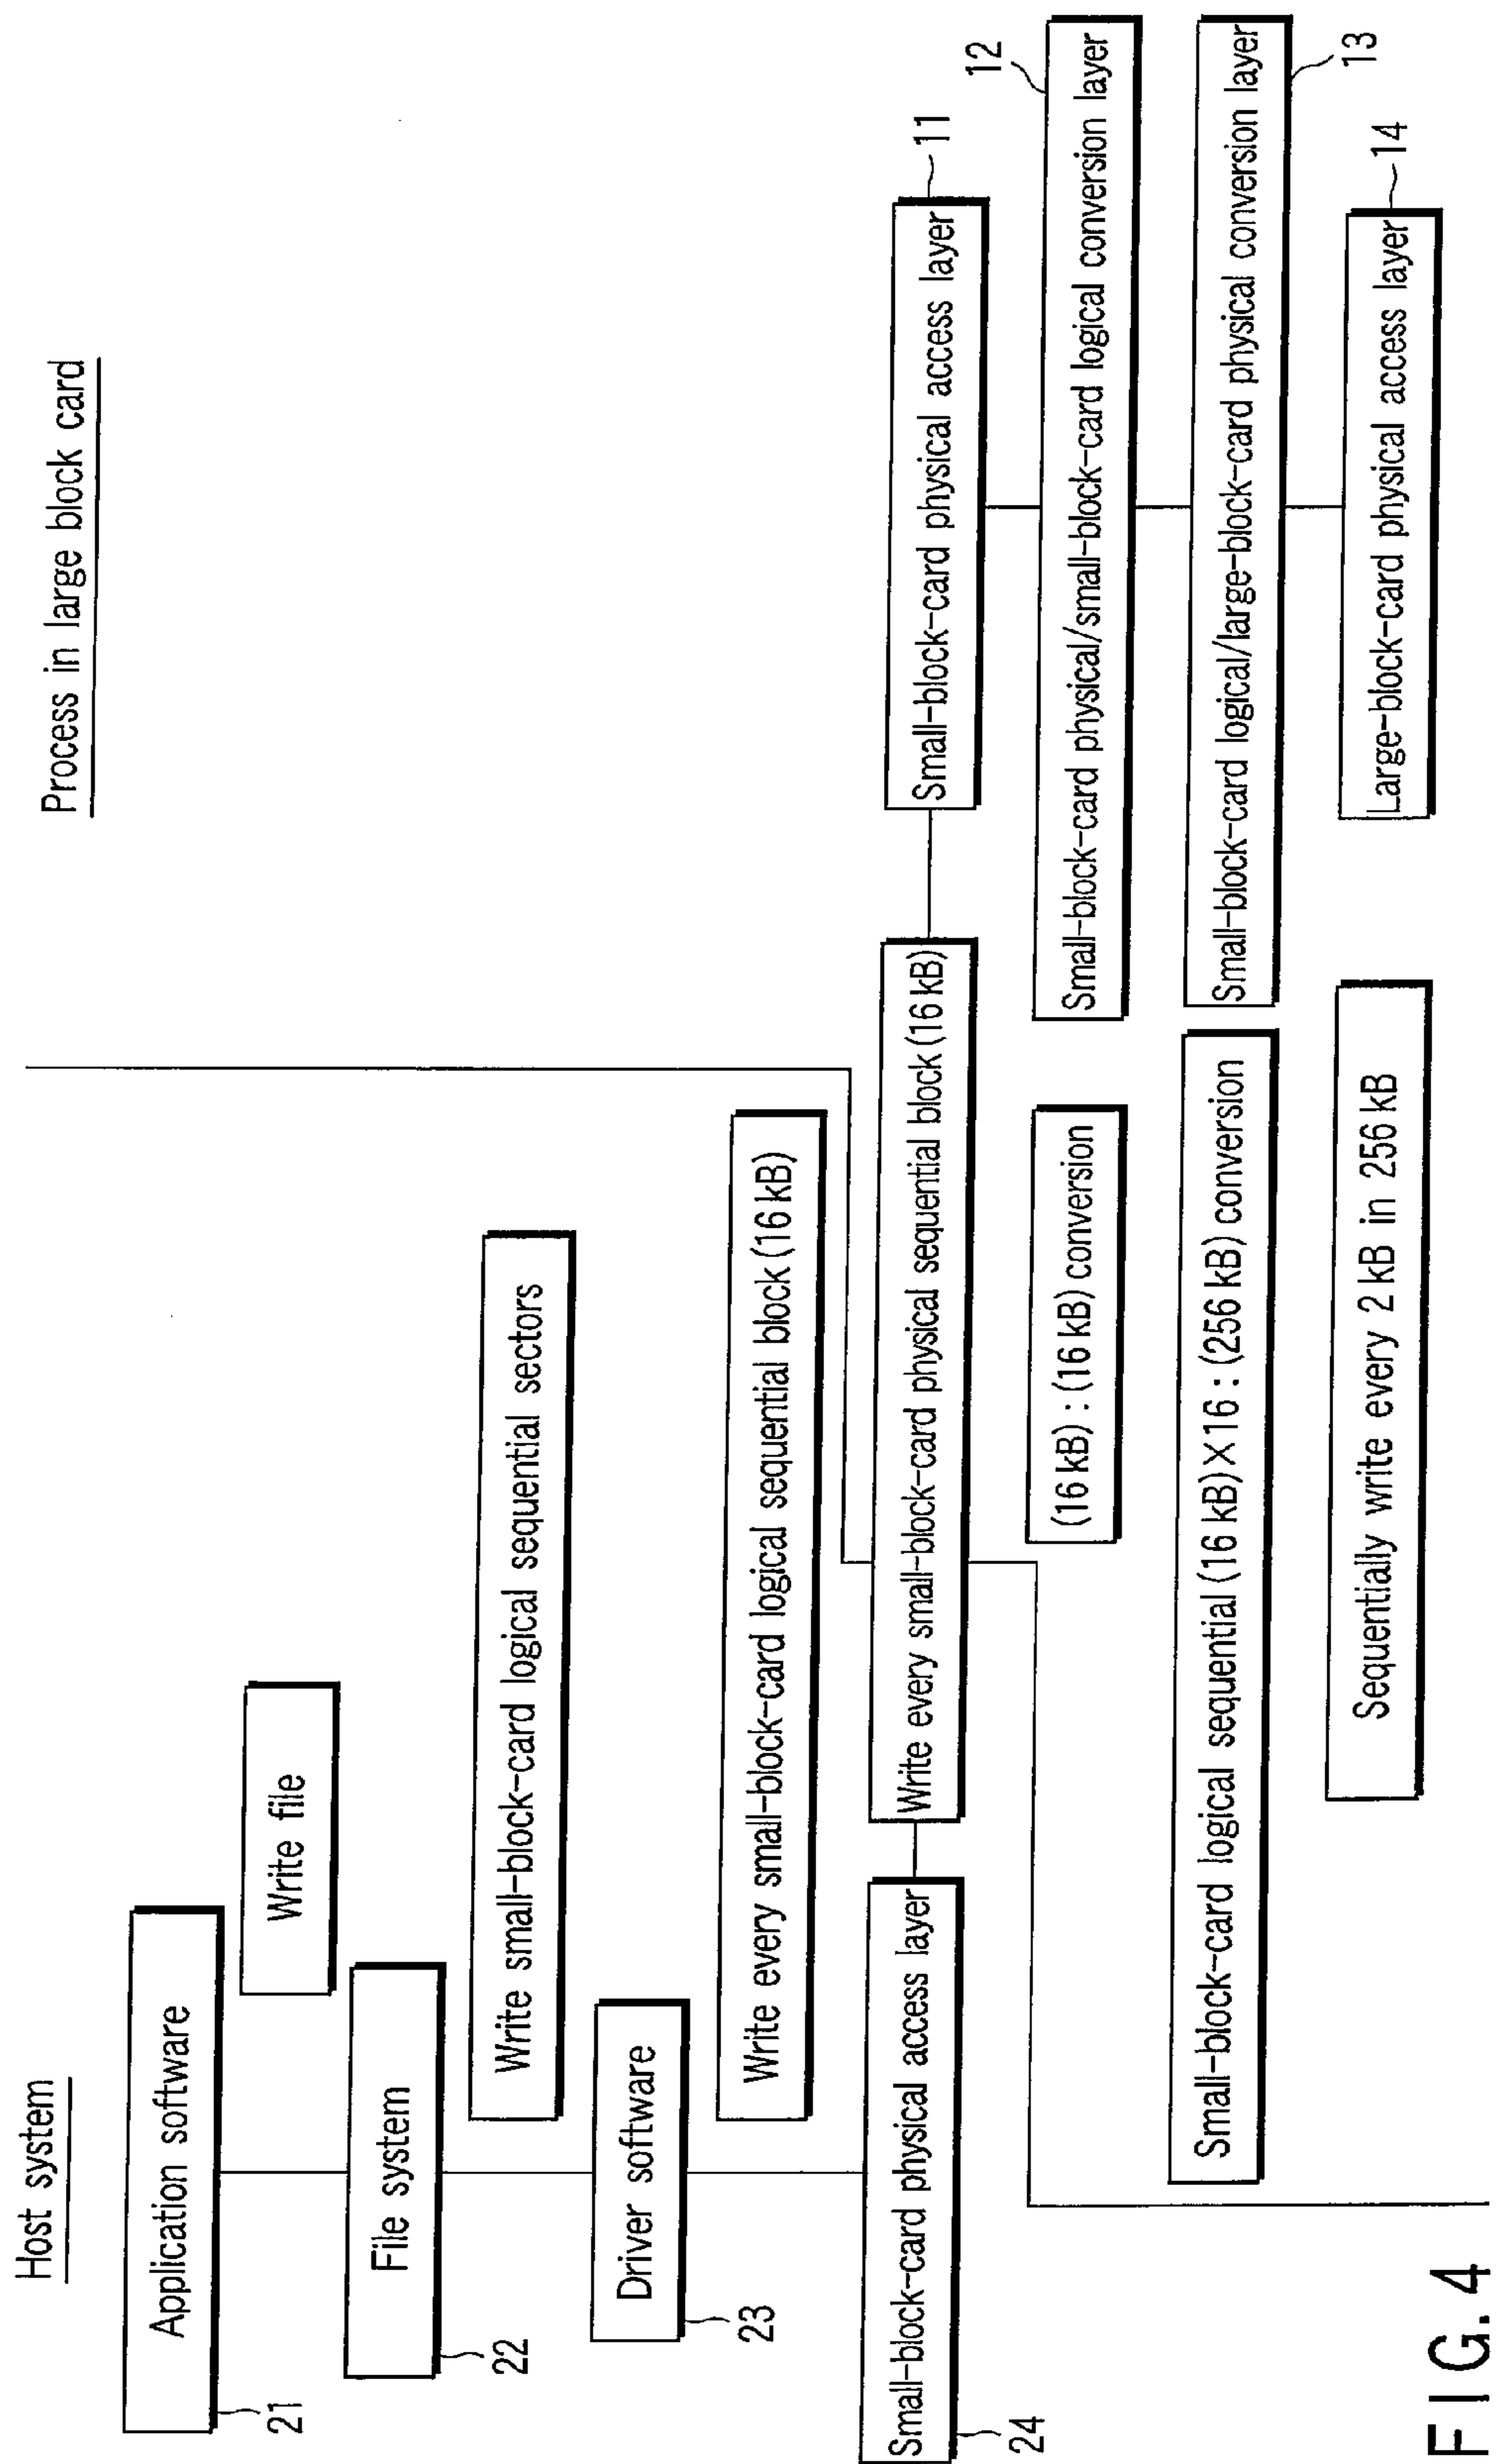 Host system
Process in large block card
Application software
21
Write file
File system
22
Write small-block-card logical sequential sectors
Driver software
23
Write every small-block-card logical sequential block (16 kB)
Small-block-card physical access layer
24
Write every small-block-card physical sequential block (16 kB)
Small-block-card physical access layer
11
(16 kB) : (16 kB) conversion
Small-block-card physical/small-block-card logical conversion layer
12
Small-block-card logical sequential (16 kB) X 16 : (256 kB) conversion
Small-block-card logical/large-block-card physical conversion layer
13
Sequentially write every 2 kB in 256 kB
Large-block-card physical access layer
14
FIG. 4